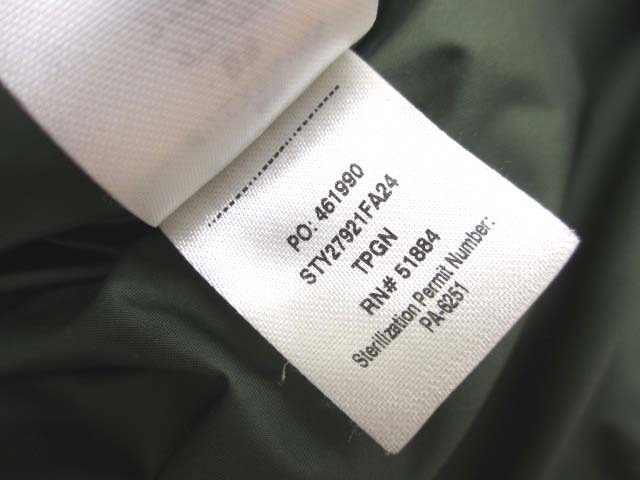 PO: 461990
STY27921FA24
TPGN
RN# 51884
Sterilization Permit Number:
PA-6251